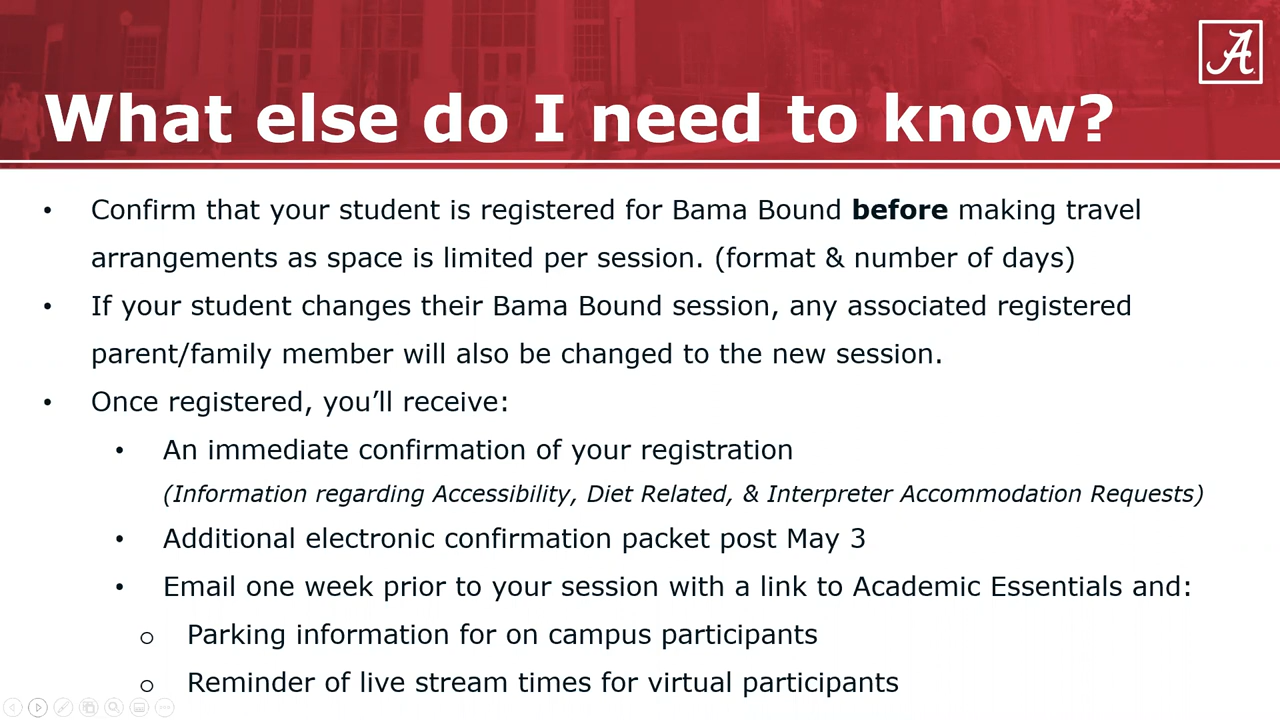 What else do I need to know?
A
• Confirm that your student is registered for Bama Bound before making travel
arrangements as space is limited per session. (format & number of days)
• If your student changes their Bama Bound session, any associated registered
parent/family member will also be changed to the new session.
• Once registered, you’ll receive:
• An immediate confirmation of your registration
(Information regarding Accessibility, Diet Related, & Interpreter Accommodation Requests)
• Additional electronic confirmation packet post May 3
• Email one week prior to your session with a link to Academic Essentials and:
o Parking information for on campus participants
o Reminder of live stream times for virtual participants